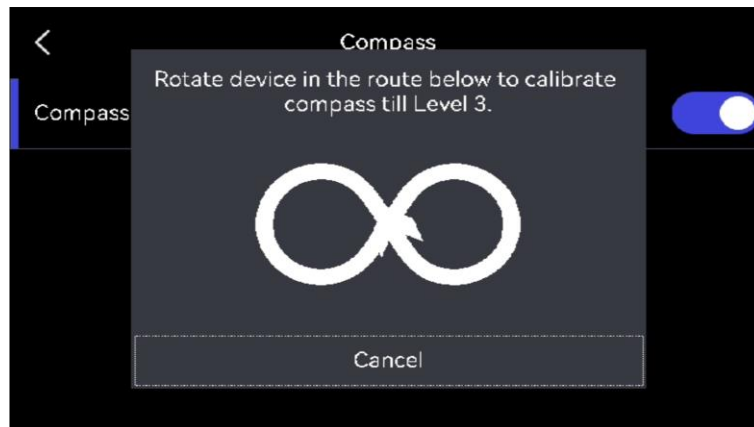 Compass
Rotate device in the route below to calibrate
compass till Level 3.
Compass
Cancel